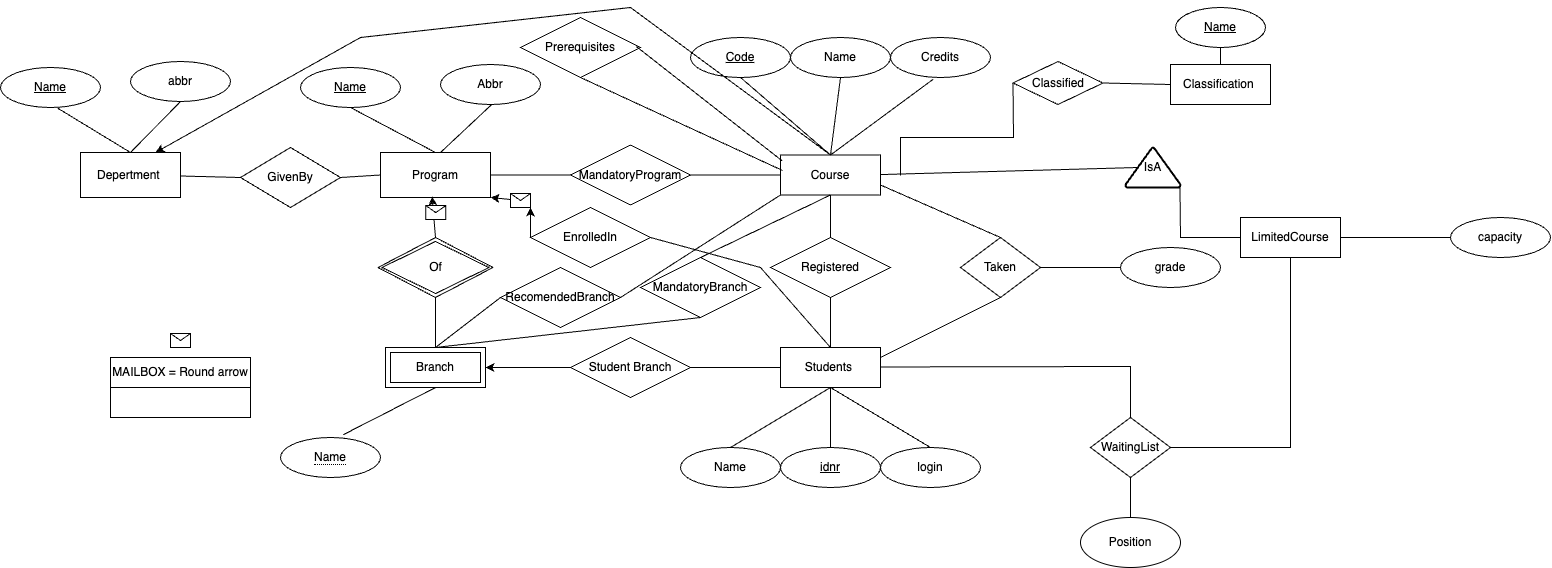 Name
Prerequisites
Code
Name
Credits
Classified
Classification
Name
abbr
Name
Abbr
Depertment
GivenBy
Program
MandatoryProgram
Course
IsA
EnrolledIn
LimitedCourse
capacity
Of
Registered
Taken
grade
RecomendedBranch
MandatoryBranch
MAILBOX = Round arrow
Branch
Student Branch
Students
WaitingList
Name
Name
idnr
login
Position